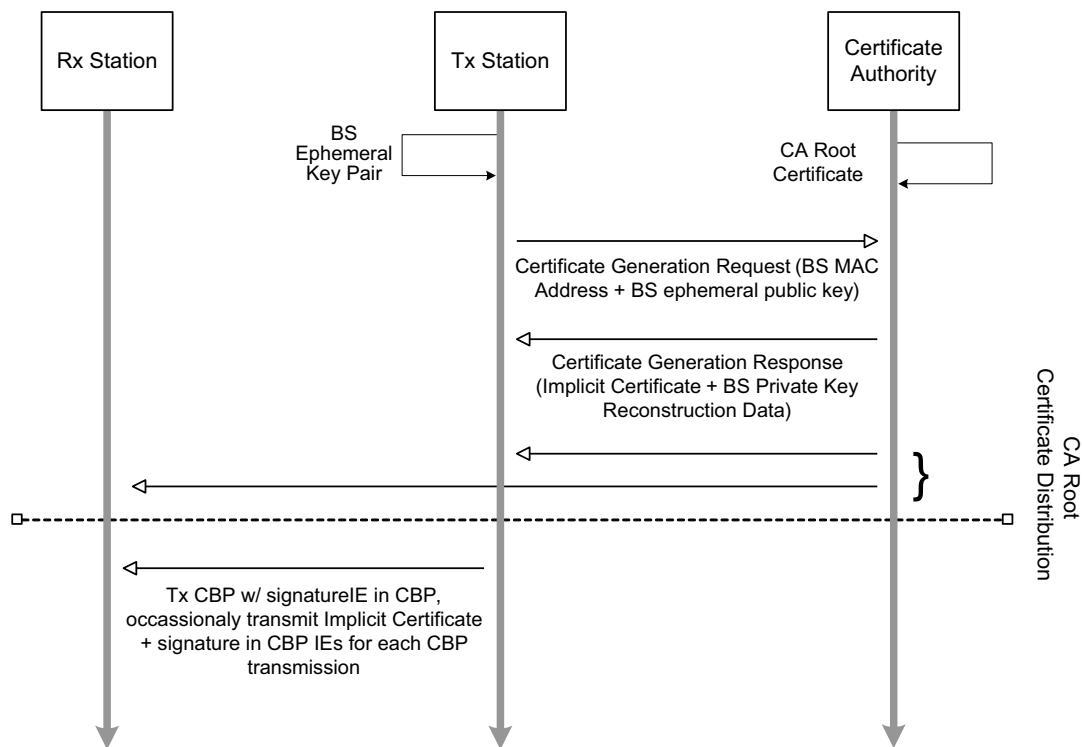 Rx Station
Tx Station
Certificate
Authority
BS
Ephemeral
Key Pair
CA Root
Certificate
Certificate Generation Request (BS MAC
Address + BS ephemeral public key)
Certificate Generation Response
(Implicit Certificate + BS Private Key
Reconstruction Data)
CA Root
Certificate Distribution
Tx CBP w/ signatureIE in CBP,
occassionaly transmit Implicit Certificate
+ signature in CBP IEs for each CBP
transmission